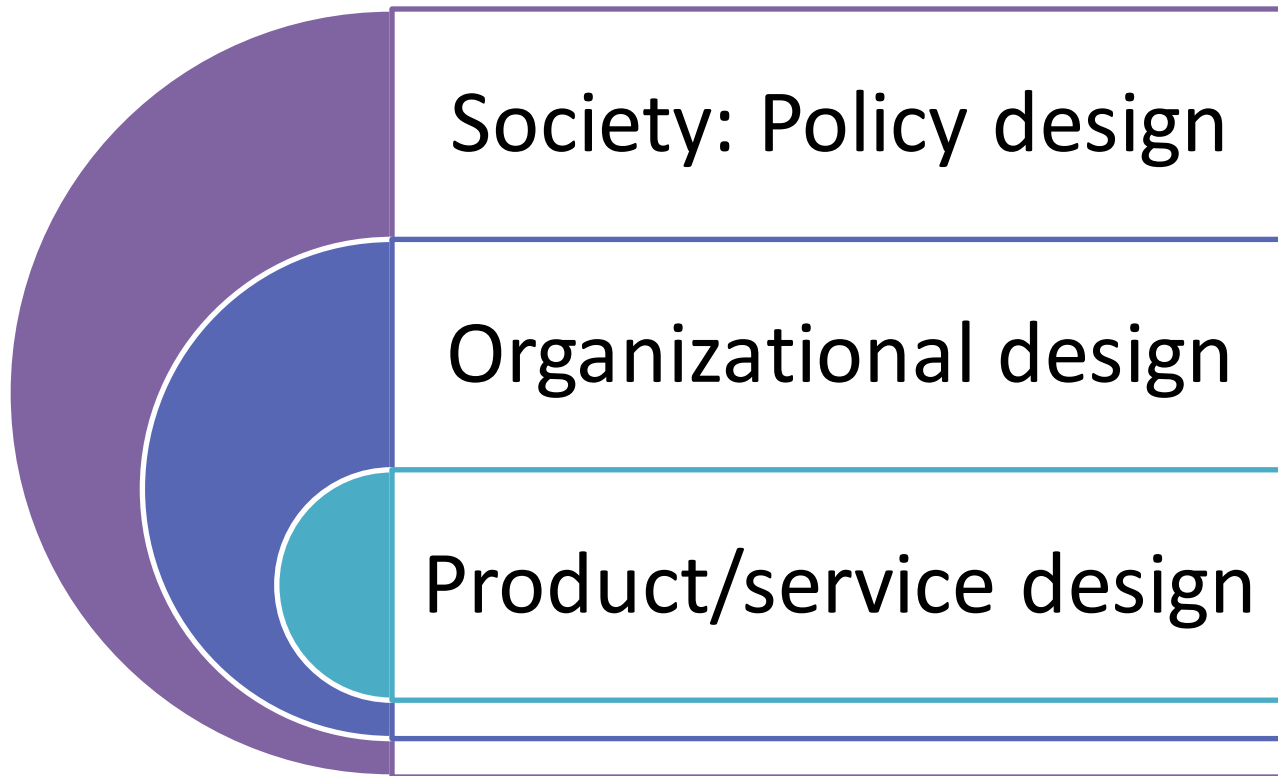 Society: Policy design
Organizational design
Product/service design